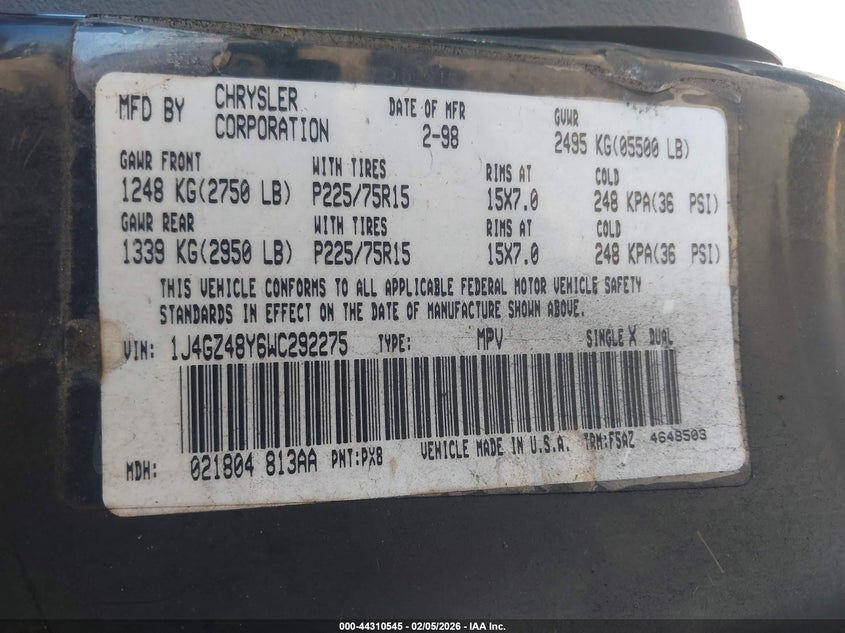 MFD BY CHRYSLER CORPORATION DATE OF MFR 2-98 GVWR 2495 KG(05500 LB)
GAWR FRONT WITH TIRES RIMS AT COLD
1248 KG(2750 LB) P225/75R15 15X7.0 248 KPA(36 PSI)
GAWR REAR WITH TIRES RIMS AT COLD
1339 KG(2950 LB) P225/75R15 15X7.0 248 KPA(36 PSI)
THIS VEHICLE CONFORMS TO ALL APPLICABLE FEDERAL MOTOR VEHICLE SAFETY
STANDARDS IN EFFECT ON THE DATE OF MANUFACTURE SHOWN ABOVE.
VIN: 1J4GZ48Y6WC292275 TYPE: MPV SINGLE X DUAL
MDH: 021804 813AA PNT:PX8 VEHICLE MADE IN U.S.A. TRM:F5AZ 4648503
000-44310545 - 02/05/2026 - IAA Inc.